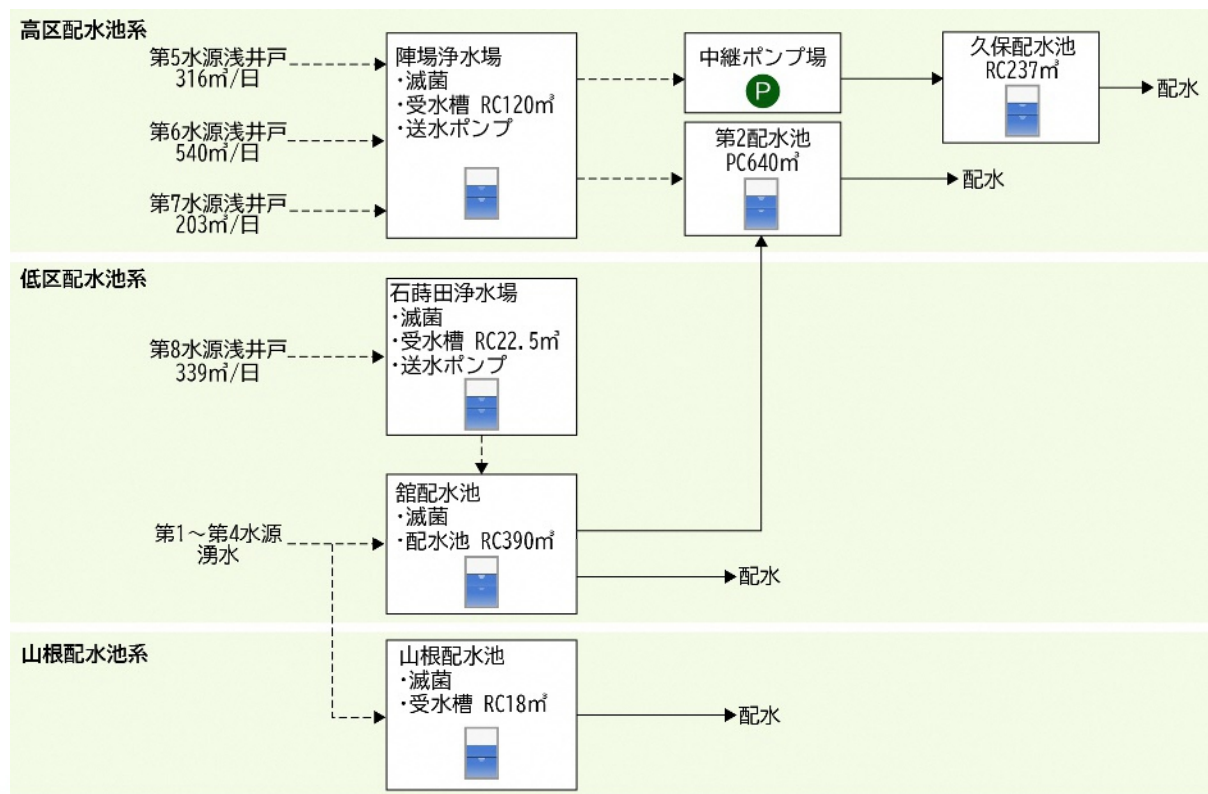 高区配水池系
第5水源浅井戸
316㎥/日
第6水源浅井戸
540㎥/日
第7水源浅井戸
203㎥/日
陣場浄水場
・滅菌
・受水槽 RC120㎥
・送水ポンプ
中継ポンプ場
P
久保配水池
RC237㎥
配水
第2配水池
PC640㎥
配水
低区配水池系
第8水源浅井戸
339㎥/日
石蒔田浄水場
・滅菌
・受水槽 RC22.5㎥
・送水ポンプ
第1～第4水源
湧水
舘配水池
・滅菌
・配水池 RC390㎥
配水
山根配水池系
山根配水池
・滅菌
・受水槽 RC18㎥
配水